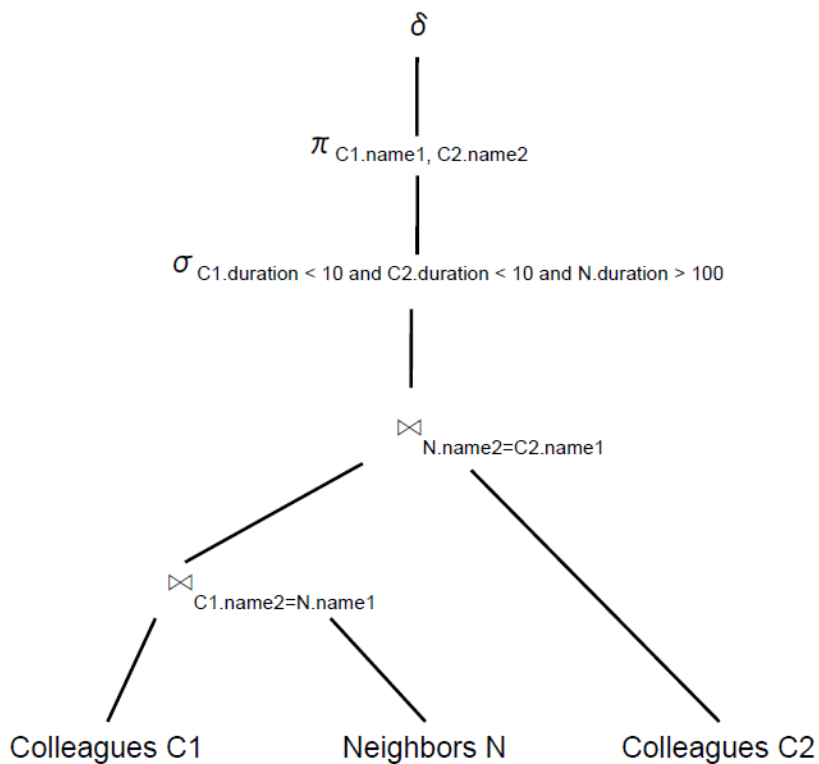 δ
π C1.name1, C2.name2
σ C1.duration < 10 and C2.duration < 10 and N.duration > 100
⋈ N.name2=C2.name1
⋈ C1.name2=N.name1
Colleagues C1 Neighbors N Colleagues C2